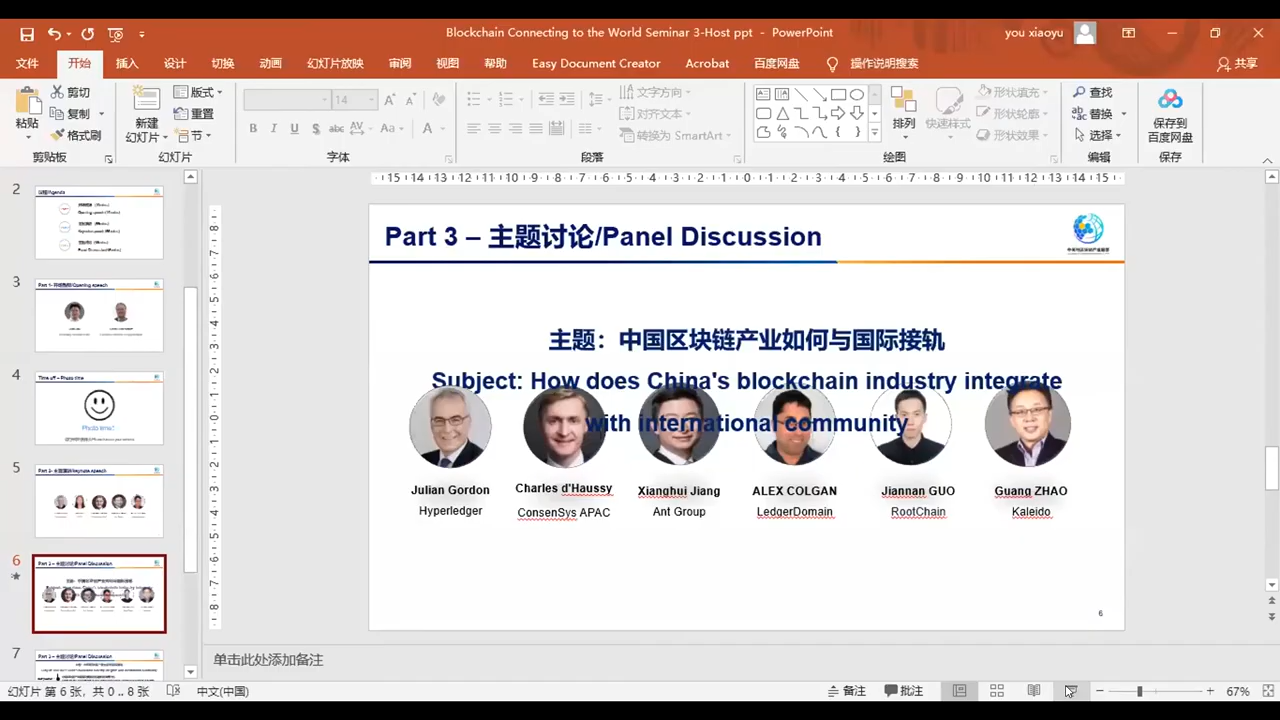 Blockchain Connecting to the World Seminar 3-Host ppt - PowerPoint
you xiaoyu
文件 开始 插入 设计 切换 动画 幻灯片放映 审阅 视图 帮助 Easy Document Creator Acrobat 百度网盘 操作说明搜索 共享
粘贴 剪切 复制 格式刷 剪贴板
新建幻灯片 版式 重置 节 幻灯片
14
B I U S abc AV Aa A
字体
文字方向 对齐文本 转换为 SmartArt 段落
排列 快速样式 形状填充 形状轮廓 形状效果 绘图
查找 替换 选择 编辑
保存到百度网盘 保存
2
3
4
5
6
7
Part 3 – 主题讨论/Panel Discussion
主题：中国区块链产业如何与国际接轨
Subject: How does China's blockchain industry integrate
with international community
Julian Gordon
Hyperledger
Charles d'Haussy
ConsenSys APAC
Xianghui Jiang
Ant Group
ALEX COLGAN
LedgerDomain
Jiannan GUO
RootChain
Guang ZHAO
Kaleido
6
单击此处添加备注
幻灯片 第 6 张，共 0 .. 8 张 中文(中国) 备注 批注 67%